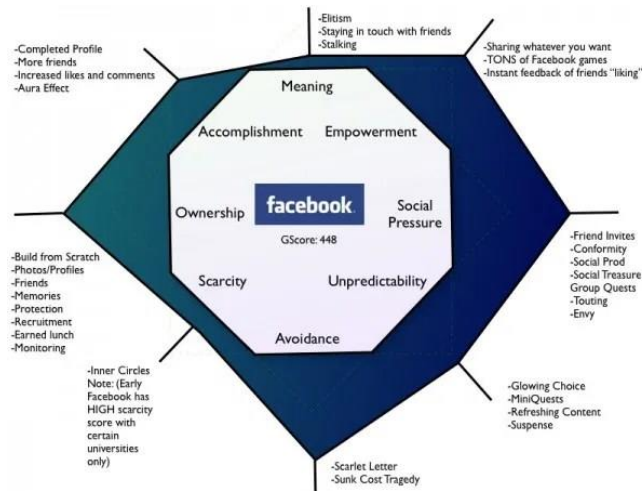 -Elitism
-Staying in touch with friends
-Stalking
-Completed Profile
-More friends
-Increased likes and comments
-Aura Effect
-Sharing whatever you want
-TONS of Facebook games
-Instant feedback of friends “liking”
Meaning
Accomplishment
Empowerment
Ownership
facebook
Social
Pressure
GScore: 448
Scarcity
Unpredictability
Avoidance
-Build from Scratch
-Photos/Profiles
-Friends
-Memories
-Protection
-Recruitment
-Earned lunch
-Monitoring
-Friend Invites
-Conformity
-Social Prod
-Social Treasure
Group Quests
-Touting
-Envy
-Inner Circles
Note: (Early
Facebook has
HIGH scarcity
score with
certain
universities
only)
-Glowing Choice
-MiniQuests
-Refreshing Content
-Suspense
-Scarlet Letter
-Sunk Cost Tragedy